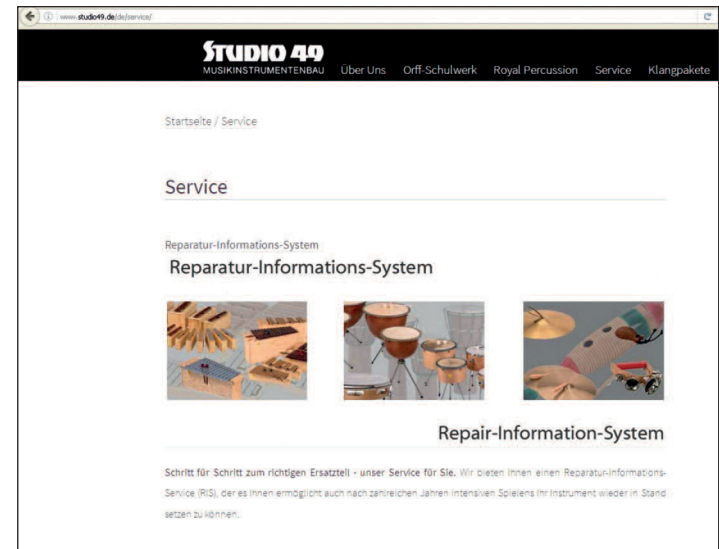 www.studio49.de/de/service/
STUDIO 49
MUSIKINSTRUMENTENBAU
Über Uns Orff-Schulwerk Royal Percussion Service Klangpakete
Startseite / Service
Service
Reparatur-Informations-System
Reparatur-Informations-System
Repair-Information-System
Schritt für Schritt zum richtigen Ersatzteil - unser Service für Sie. Wir bieten Ihnen einen Reparatur-Informations-
Service (RIS), der es Ihnen ermöglicht auch nach zahlreichen Jahren intensiven Spielens Ihr Instrument wieder in Stand
setzen zu können.